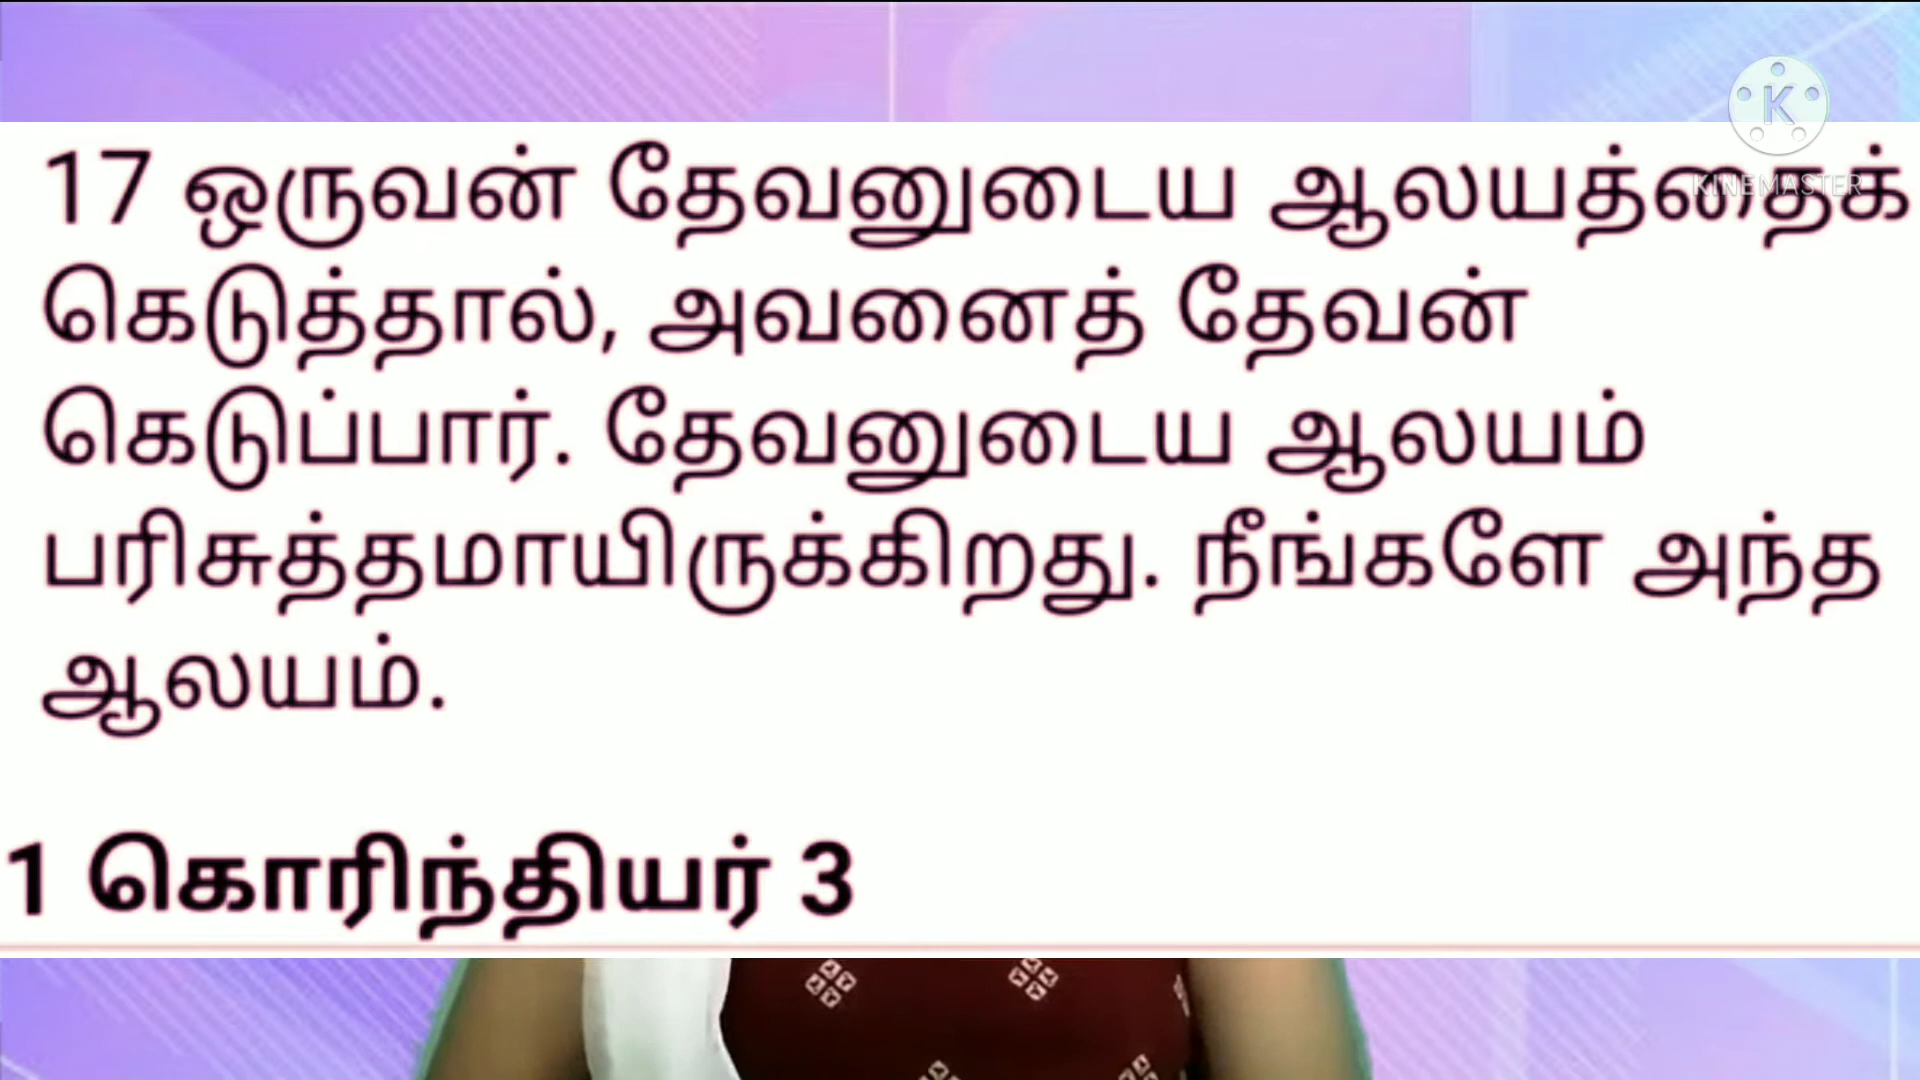 K
KINEMASTER
17 ஒருவன் தேவனுடைய ஆலயத்தைக்
கெடுத்தால், அவனைத் தேவன்
கெடுப்பார். தேவனுடைய ஆலயம்
பரிசுத்தமாயிருக்கிறது. நீங்களே அந்த
ஆலயம்.
1 கொரிந்தியர் 3